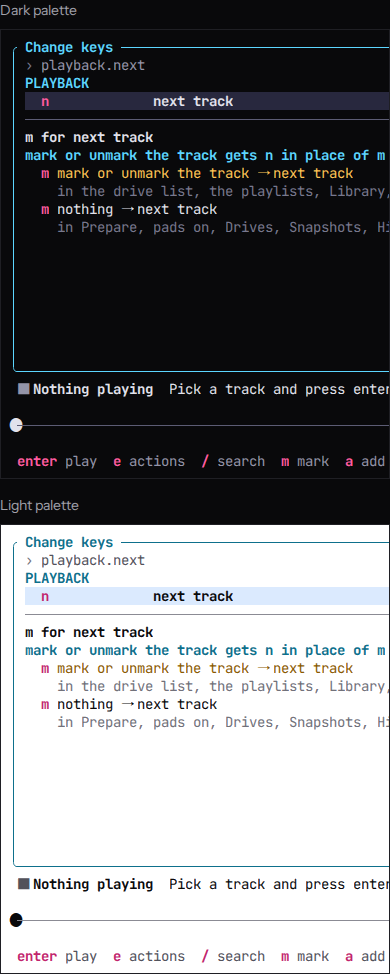 Dark palette
Change keys
› playback.next
PLAYBACK
n next track
m for next track
mark or unmark the track gets n in place of m
m mark or unmark the track → next track
in the drive list, the playlists, Library,
m nothing → next track
in Prepare, pads on, Drives, Snapshots, Hi
Nothing playing Pick a track and press enter
enter play e actions / search m mark a add
Light palette
Change keys
› playback.next
PLAYBACK
n next track
m for next track
mark or unmark the track gets n in place of m
m mark or unmark the track → next track
in the drive list, the playlists, Library,
m nothing → next track
in Prepare, pads on, Drives, Snapshots, Hi
Nothing playing Pick a track and press enter
enter play e actions / search m mark a add